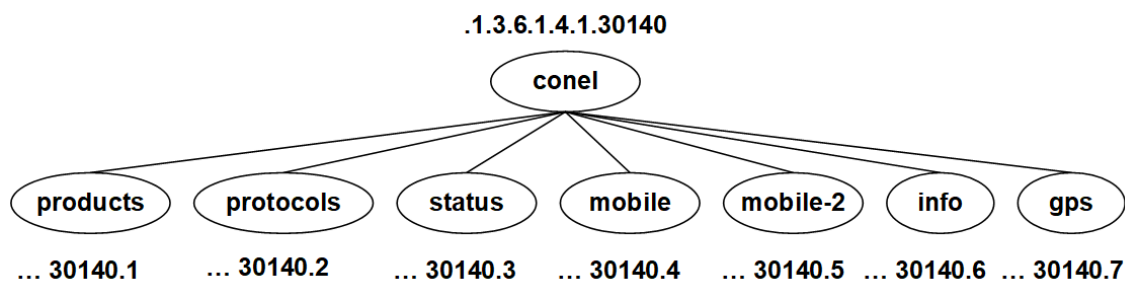 .1.3.6.1.4.1.30140
conel
products protocols status mobile mobile-2 info gps
... 30140.1 ... 30140.2 ... 30140.3 ... 30140.4 ... 30140.5 ... 30140.6 ... 30140.7